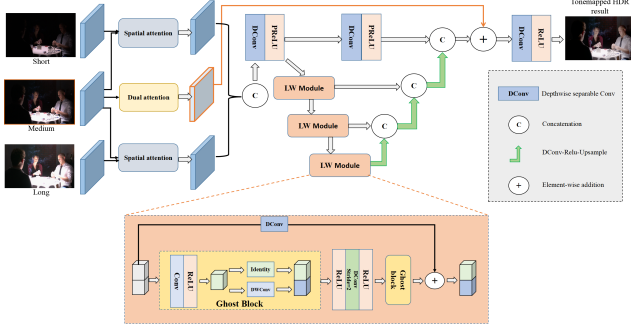 Tonemapped HDR
result
Short
Medium
Long
Spatial attention
Dual attention
Spatial attention
C
DConv
PReLU
DConv
PReLU
C
+
DConv
ReLU
LW Module
LW Module
LW Module
C
C
DConv
Depthwise separable Conv
C
Concatenation
DConv-Relu-Upsample
+
Element-wise addition
DConv
Conv
ReLU
Identity
DWConv
Ghost Block
ReLU
DConv
Stride=2
ReLU
Ghost
block
+